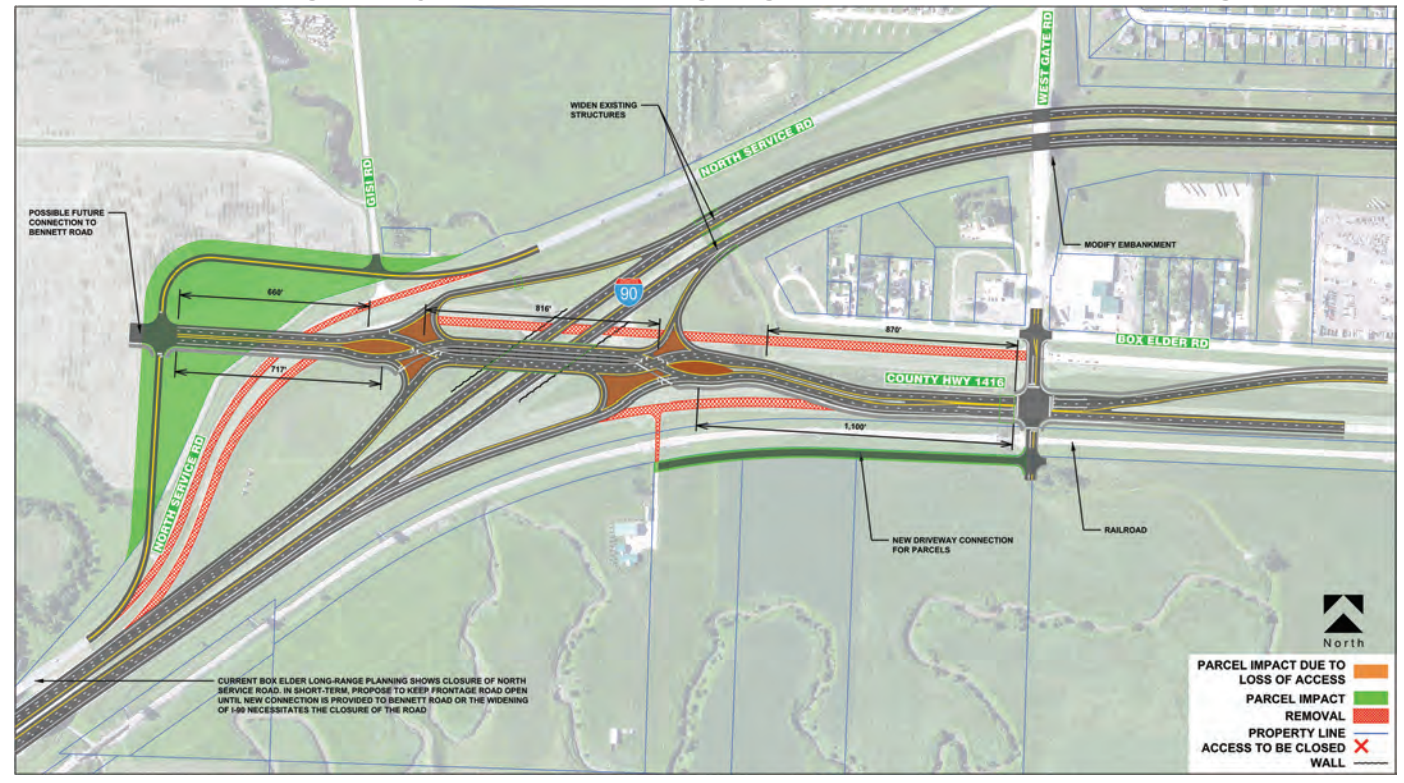 WEST GATE RD
WIDEN EXISTING
STRUCTURES
NORTH SERVICE RD
GISI RD
POSSIBLE FUTURE
CONNECTION TO
BENNETT ROAD
MODIFY EMBANKMENT
90
660'
816'
870'
BOX ELDER RD
717'
COUNTY HWY 1416
1,100'
NORTH SERVICE RD
RAILROAD
NEW DRIVEWAY CONNECTION
FOR PARCELS
North
CURRENT BOX ELDER LONG-RANGE PLANNING SHOWS CLOSURE OF NORTH
SERVICE ROAD. IN SHORT-TERM, PROPOSE TO KEEP FRONTAGE ROAD OPEN
UNTIL NEW CONNECTION IS PROVIDED TO BENNETT ROAD OR THE WIDENING
OF I-90 NECESSITATES THE CLOSURE OF THE ROAD
PARCEL IMPACT DUE TO
LOSS OF ACCESS
PARCEL IMPACT
REMOVAL
PROPERTY LINE
ACCESS TO BE CLOSED
WALL